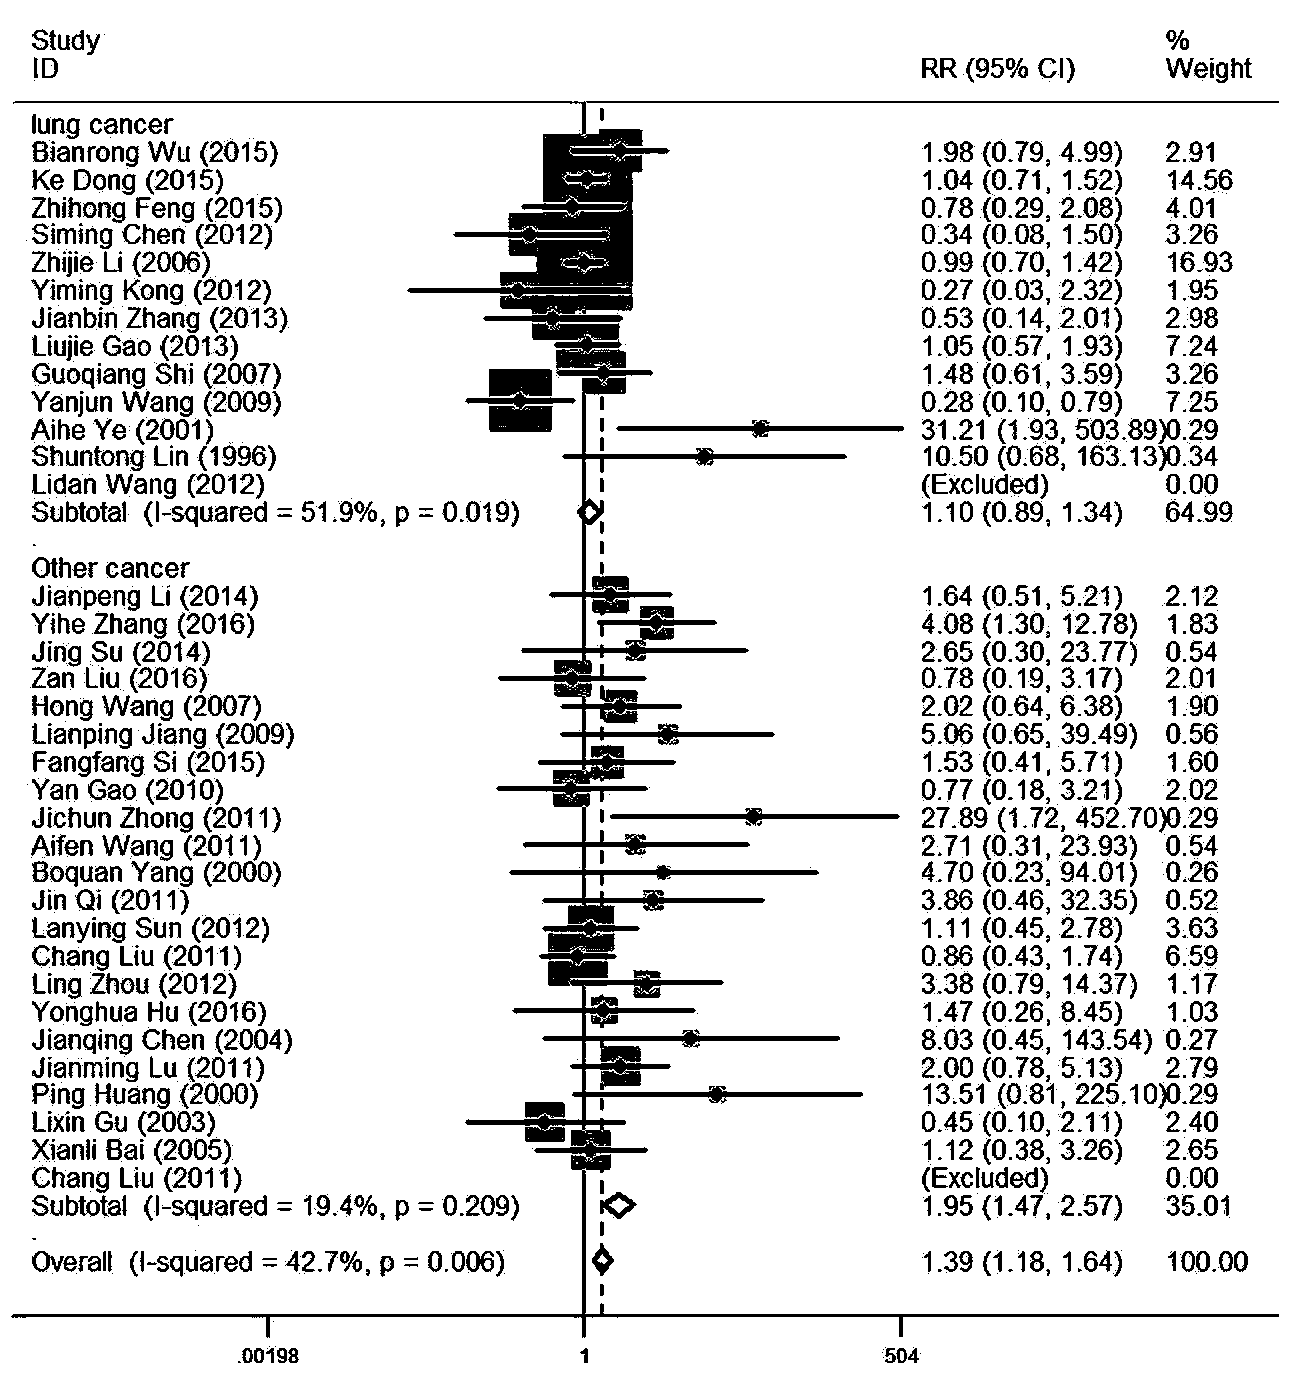 Study %
ID RR (95% CI) Weight
lung cancer
Bianrong Wu (2015) 1.98 (0.79, 4.99) 2.91
Ke Dong (2015) 1.04 (0.71, 1.52) 14.56
Zhihong Feng (2015) 0.78 (0.29, 2.08) 4.01
Siming Chen (2012) 0.34 (0.08, 1.50) 3.26
Zhijie Li (2006) 0.99 (0.70, 1.42) 16.93
Yiming Kong (2012) 0.27 (0.03, 2.32) 1.95
Jianbin Zhang (2013) 0.53 (0.14, 2.01) 2.98
Liujie Gao (2013) 1.05 (0.57, 1.93) 7.24
Guoqiang Shi (2007) 1.48 (0.61, 3.59) 3.26
Yanjun Wang (2009) 0.28 (0.10, 0.79) 7.25
Aihe Ye (2001) 31.21 (1.93, 503.89) 0.29
Shuntong Lin (1996) 10.50 (0.68, 163.13) 0.34
Lidan Wang (2012) (Excluded) 0.00
Subtotal (I-squared = 51.9%, p = 0.019) 1.10 (0.89, 1.34) 64.99
.
Other cancer
Jianpeng Li (2014) 1.64 (0.51, 5.21) 2.12
Yihe Zhang (2016) 4.08 (1.30, 12.78) 1.83
Jing Su (2014) 2.65 (0.30, 23.77) 0.54
Zan Liu (2016) 0.78 (0.19, 3.17) 2.01
Hong Wang (2007) 2.02 (0.64, 6.38) 1.90
Lianping Jiang (2009) 5.06 (0.65, 39.49) 0.56
Fangfang Si (2015) 1.53 (0.41, 5.71) 1.60
Yan Gao (2010) 0.77 (0.18, 3.21) 2.02
Jichun Zhong (2011) 27.89 (1.72, 452.70) 0.29
Aifen Wang (2011) 2.71 (0.31, 23.93) 0.54
Boquan Yang (2000) 4.70 (0.23, 94.01) 0.26
Jin Qi (2011) 3.86 (0.46, 32.35) 0.52
Lanying Sun (2012) 1.11 (0.45, 2.78) 3.63
Chang Liu (2011) 0.86 (0.43, 1.74) 6.59
Ling Zhou (2012) 3.38 (0.79, 14.37) 1.17
Yonghua Hu (2016) 1.47 (0.26, 8.45) 1.03
Jianqing Chen (2004) 8.03 (0.45, 143.54) 0.27
Jianming Lu (2011) 2.00 (0.78, 5.13) 2.79
Ping Huang (2000) 13.51 (0.81, 225.10) 0.29
Lixin Gu (2003) 0.45 (0.10, 2.11) 2.40
Xianli Bai (2005) 1.12 (0.38, 3.26) 2.65
Chang Liu (2011) (Excluded) 0.00
Subtotal (I-squared = 19.4%, p = 0.209) 1.95 (1.47, 2.57) 35.01
.
Overall (I-squared = 42.7%, p = 0.006) 1.39 (1.18, 1.64) 100.00
.00198 1 504